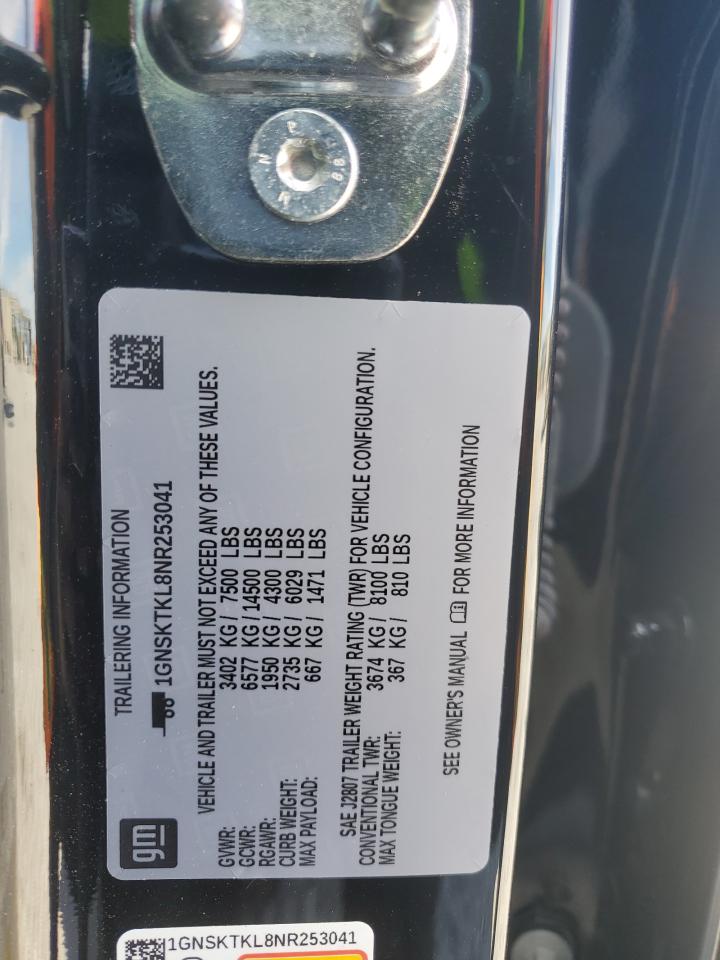 TRAILERING INFORMATION
1GNSKTKL8NR253041
VEHICLE AND TRAILER MUST NOT EXCEED ANY OF THESE VALUES.
GVWR: 3402 KG / 7500 LBS
GCWR: 6577 KG / 14500 LBS
RGAWR: 1950 KG / 4300 LBS
CURB WEIGHT: 2735 KG / 6029 LBS
MAX PAYLOAD: 667 KG / 1471 LBS
SAE J2807 TRAILER WEIGHT RATING (TWR) FOR VEHICLE CONFIGURATION.
CONVENTIONAL TWR: 3674 KG / 8100 LBS
MAX TONGUE WEIGHT: 367 KG / 810 LBS
SEE OWNER'S MANUAL FOR MORE INFORMATION
gm
1GNSKTKL8NR253041
8.8